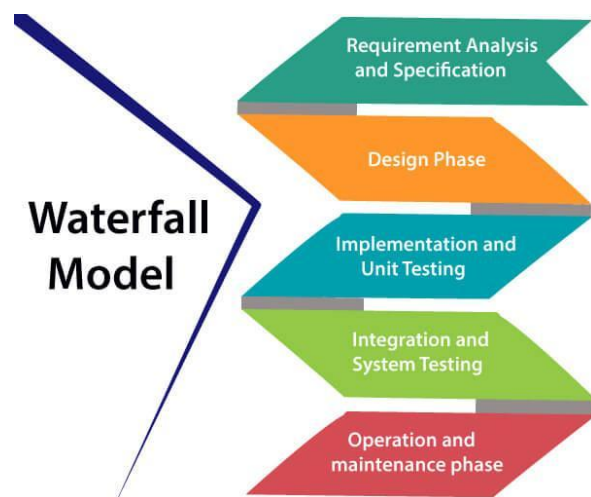 Waterfall
Model
Requirement Analysis
and Specification
Design Phase
Implementation and
Unit Testing
Integration and
System Testing
Operation and
maintenance phase